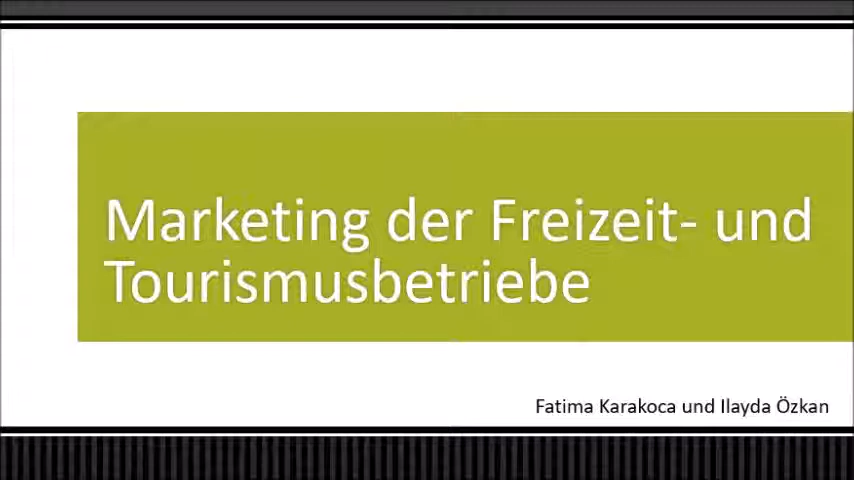 Marketing der Freizeit- und
Tourismusbetriebe
Fatima Karakoca und Ilayda Özkan